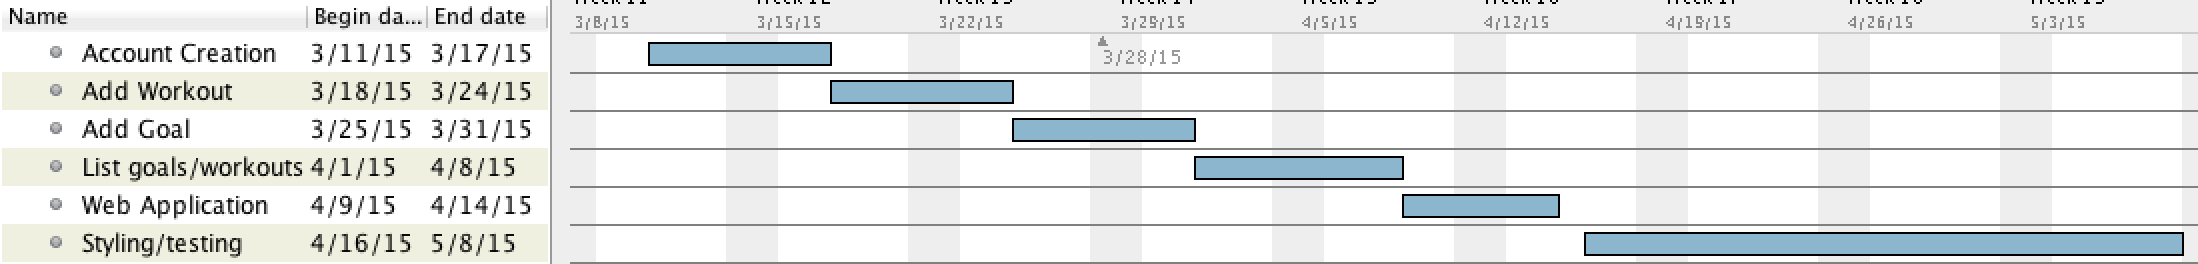 Name Begin da... End date
3/8/15 3/15/15 3/22/15 3/29/15 4/5/15 4/12/15 4/19/15 4/26/15 5/3/15
Account Creation 3/11/15 3/17/15
3/28/15
Add Workout 3/18/15 3/24/15
Add Goal 3/25/15 3/31/15
List goals/workouts 4/1/15 4/8/15
Web Application 4/9/15 4/14/15
Styling/testing 4/16/15 5/8/15